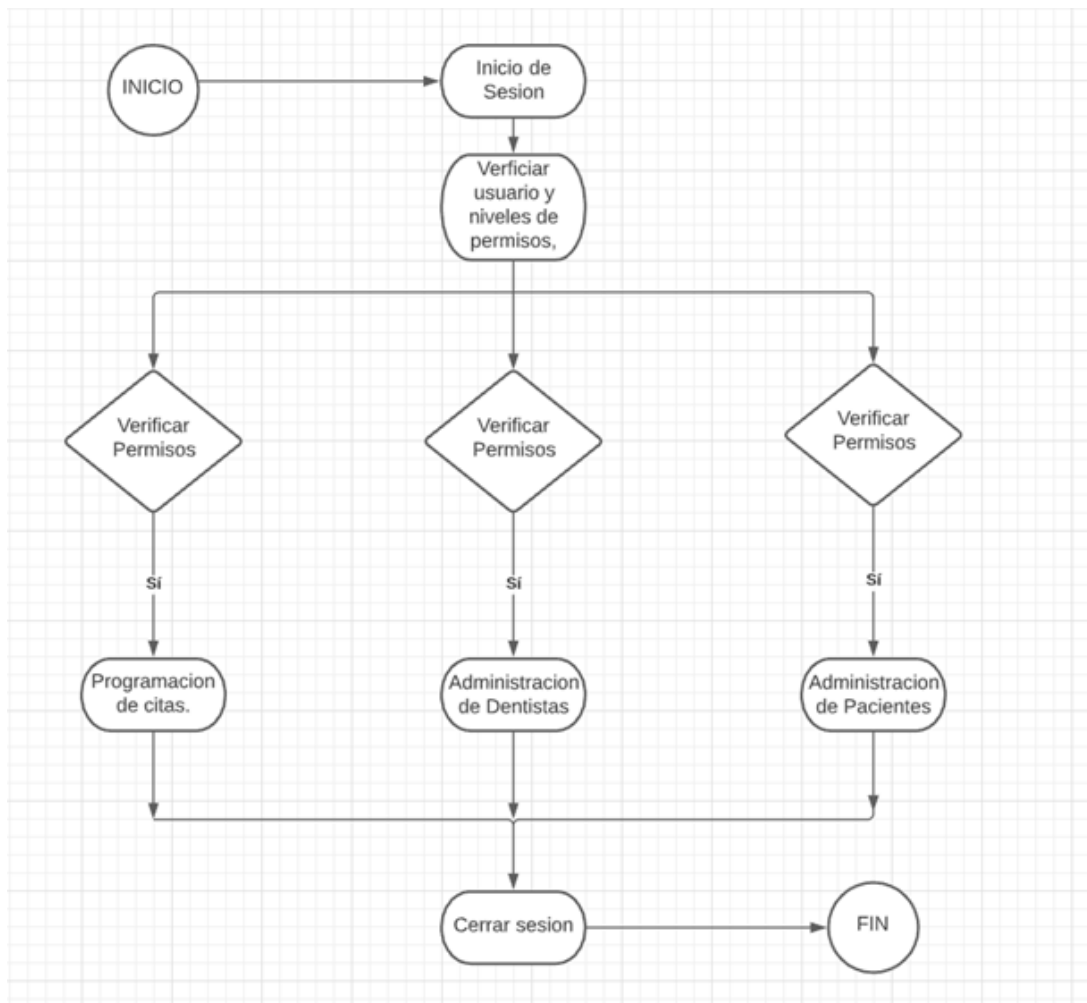 INICIO
Inicio de
Sesion
Verficiar
usuario y
niveles de
permisos,
Verificar
Permisos
Verificar
Permisos
Verificar
Permisos
Sí
Sí
Sí
Programacion
de citas.
Administracion
de Dentistas
Administracion
de Pacientes
Cerrar sesion
FIN